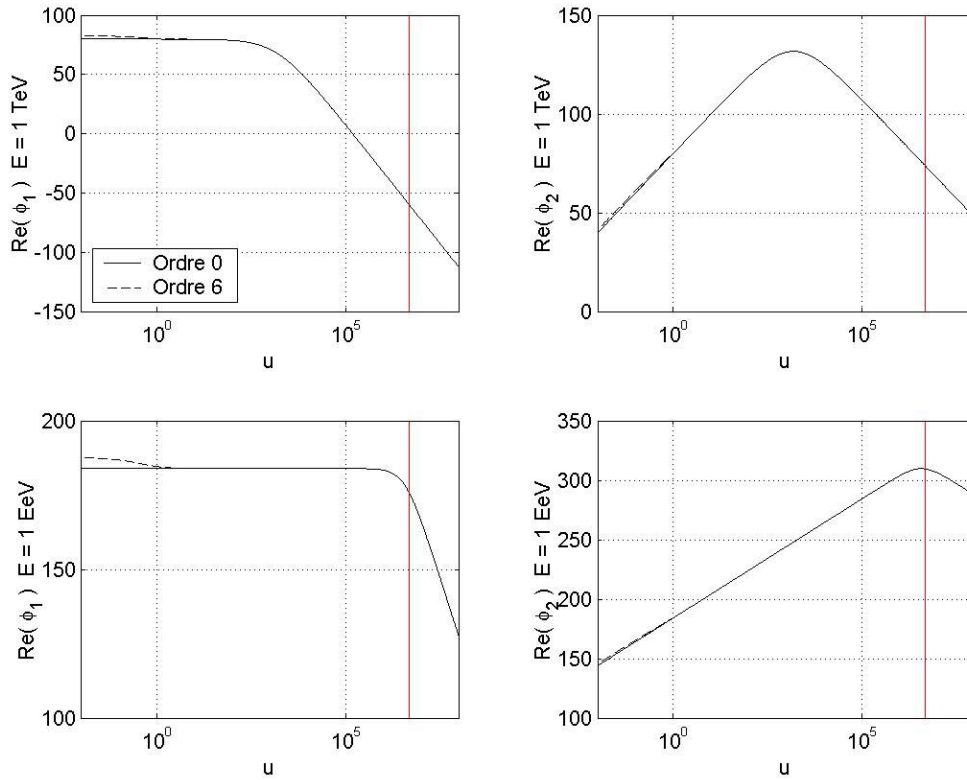 100
50
0
-50
-100
-150
Re( ϕ1 ) E = 1 TeV
Ordre 0
Ordre 6
10^0
10^5
u
150
100
50
0
Re( ϕ2 ) E = 1 TeV
10^0
10^5
u
200
150
100
Re( ϕ1 ) E = 1 EeV
10^0
10^5
u
350
300
250
200
150
100
Re( ϕ2 ) E = 1 EeV
10^0
10^5
u